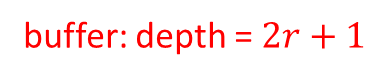 buffer: depth = 2r + 1